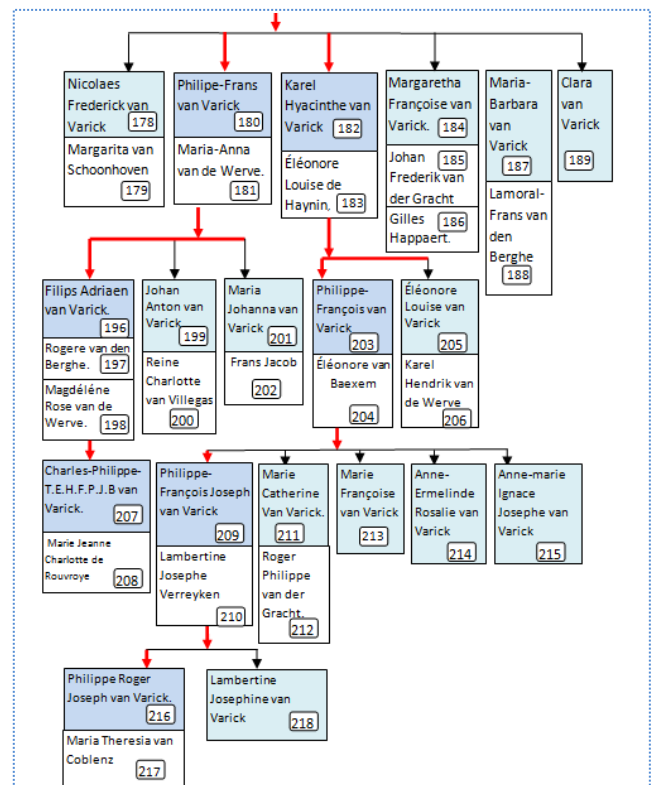 Nicolaes
Frederick van
Varick 178
Margarita van
Schoonhoven
179
Philipe-Frans
van Varick
180
Maria-Anna
van de Werve.
181
Karel
Hyacinthe van
Varick 182
Éléonore
Louise de
Haynin, 183
Margaretha
Françoise van
Varick. 184
Johan 185
Frederik van
der Gracht
Gilles 186
Happaert.
Maria-
Barbara
van
Varick
187
Lamoral-
Frans van
den
Berghe
188
Clara
van
Varick
189
Filips Adriaen
van Varick.
196
Rogere van den
Berghe. 197
Magdéléne
Rose van de
Werve. 198
Johan
Anton van
Varick 199
Reine
Charlotte
van Villegas
200
Maria
Johanna van
Varick 201
Frans Jacob
202
Philippe-
François van
Varick
203
Éléonore van
Baexem
204
Éléonore
Louise van
Varick
205
Karel
Hendrik van
de Werve
206
Charles-Philippe-
T.E.H.F.P.J.B van
Varick.
207
Marie Jeanne
Charlotte de
Rouvroye 208
Philippe-
François Joseph
van Varick
209
Lambertine
Josephe
Verreyken
210
Marie
Catherine
Van Varick.
211
Roger
Philippe
van der
Gracht.
212
Marie
Françoise
van Varick
213
Anne-
Ermelinde
Rosalie van
Varick
214
Anne-marie
Ignace
Josephe van
Varick 215
Philippe Roger
Joseph van Varick.
216
Maria Theresia van
Coblenz
217
Lambertine
Josephine van
Varick 218